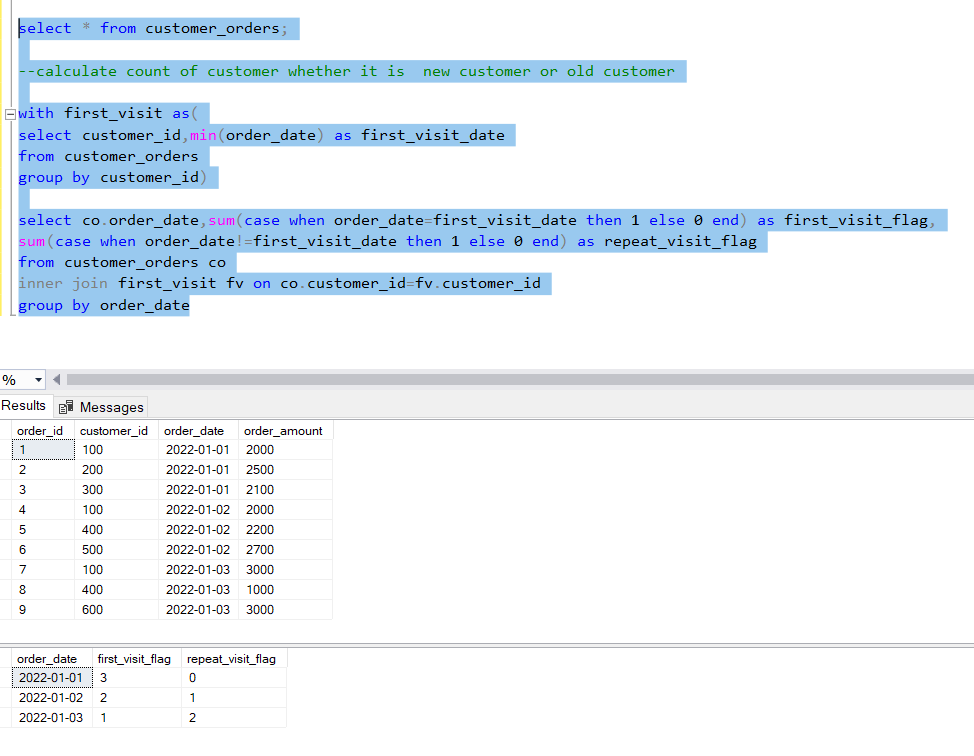 select * from customer_orders;
--calculate count of customer whether it is  new customer or old customer
with first_visit as(
select customer_id,min(order_date) as first_visit_date
from customer_orders
group by customer_id)
select co.order_date,sum(case when order_date=first_visit_date then 1 else 0 end) as first_visit_flag,
sum(case when order_date!=first_visit_date then 1 else 0 end) as repeat_visit_flag
from customer_orders co
inner join first_visit fv on co.customer_id=fv.customer_id
group by order_date
%
Results Messages
order_id customer_id order_date order_amount
1 100 2022-01-01 2000
2 200 2022-01-01 2500
3 300 2022-01-01 2100
4 100 2022-01-02 2000
5 400 2022-01-02 2200
6 500 2022-01-02 2700
7 100 2022-01-03 3000
8 400 2022-01-03 1000
9 600 2022-01-03 3000
order_date first_visit_flag repeat_visit_flag
2022-01-01 3 0
2022-01-02 2 1
2022-01-03 1 2